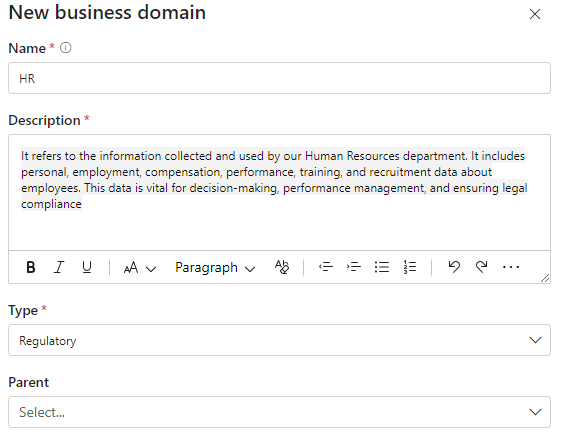 New business domain
Name *
HR
Description *
It refers to the information collected and used by our Human Resources department. It includes
personal, employment, compensation, performance, training, and recruitment data about
employees. This data is vital for decision-making, performance management, and ensuring legal
compliance
B I U AA Paragraph Ab
Type *
Regulatory
Parent
Select...